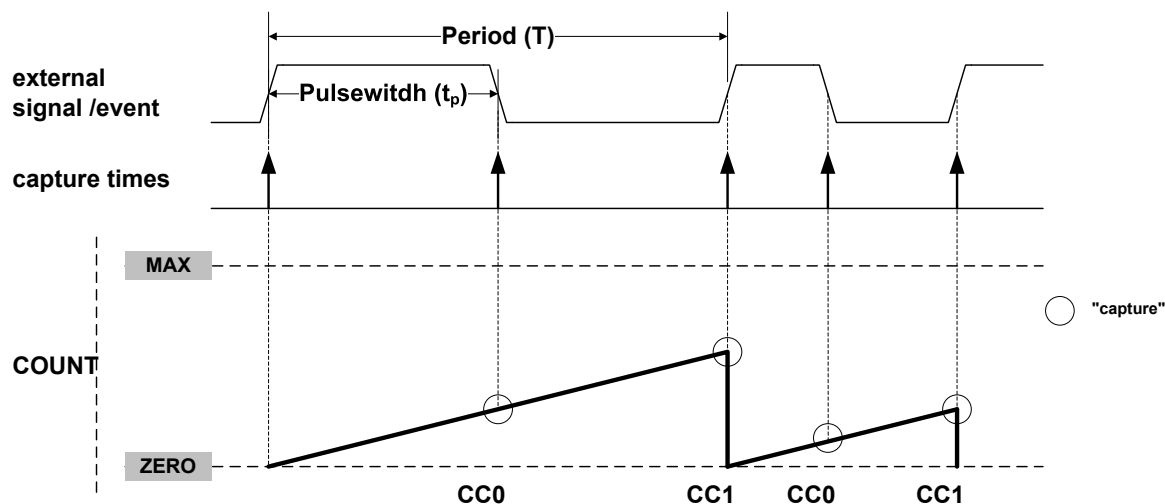 Period (T)
external
signal /event
Pulsewitdh (tp)
capture times
MAX
"capture"
COUNT
ZERO
CC0 CC1 CC0 CC1